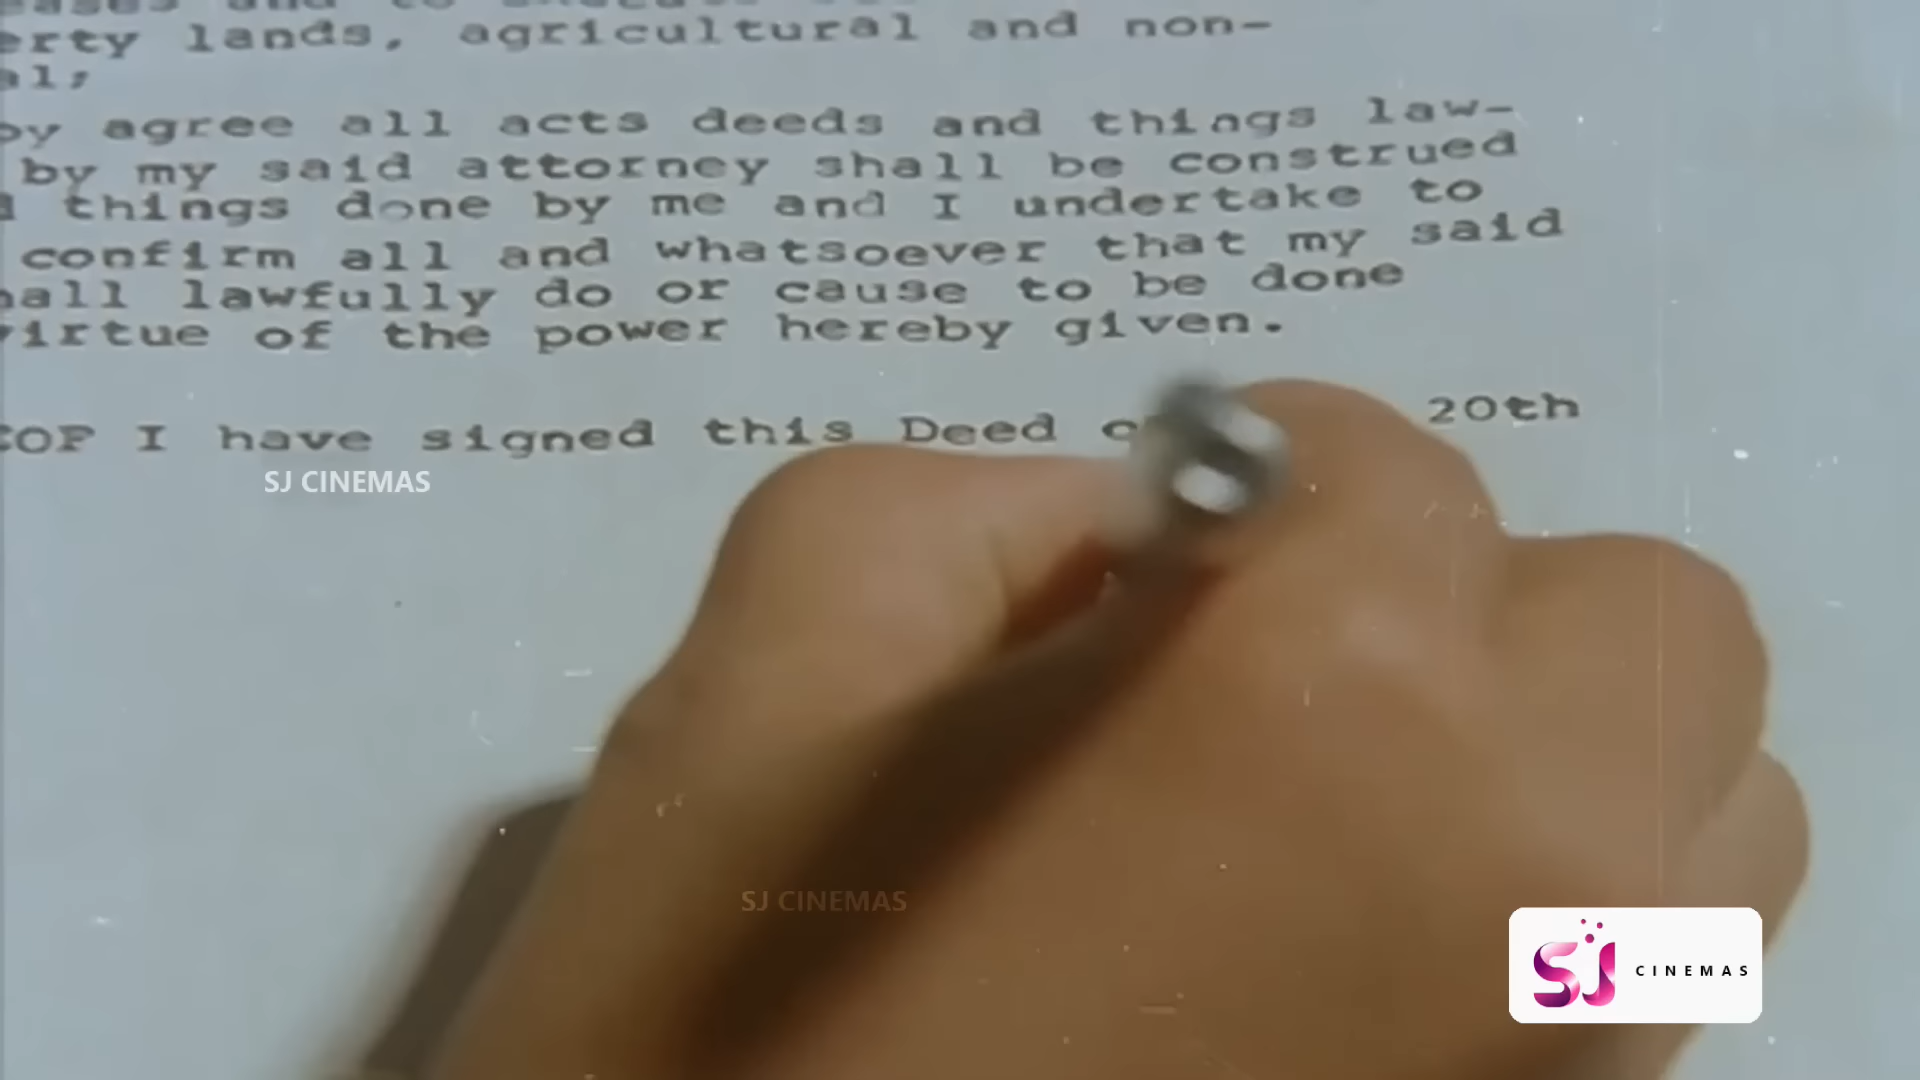 erty lands, agricultural and non-
al;
by agree all acts deeds and things law-
by my said attorney shall be construed
d things done by me and I undertake to
confirm all and whatsoever that my said
hall lawfully do or cause to be done
virtue of the power hereby given.
EOF I have signed this Deed 20th
SJ CINEMAS
SJ CINEMAS
SJ CINEMAS